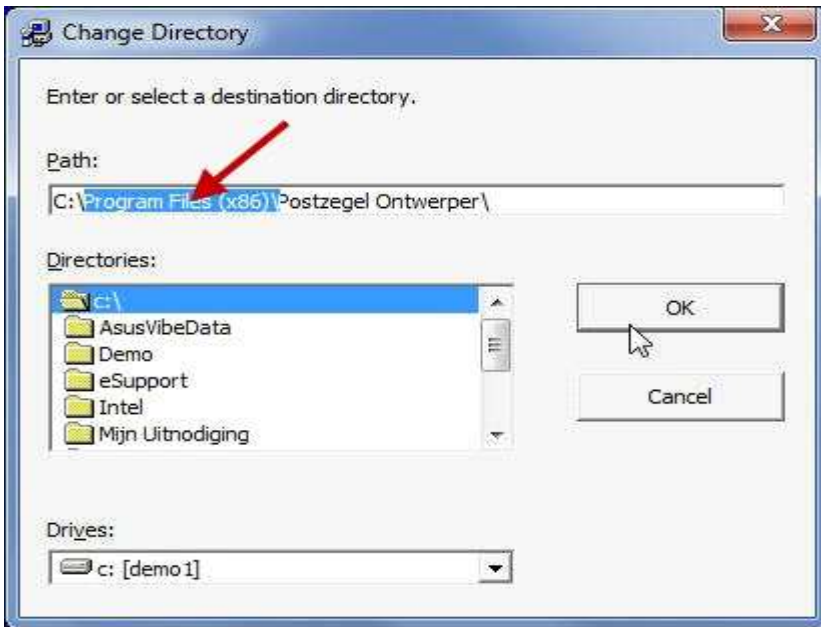 Change Directory
Enter or select a destination directory.
Path:
C:\Program Files (x86)\Postzegel Ontwerper\
Directories:
c:\
AsusVibeData
OK
Demo
eSupport
Intel
Cancel
Mijn Uitnodiging
Drives:
c: [demo1]